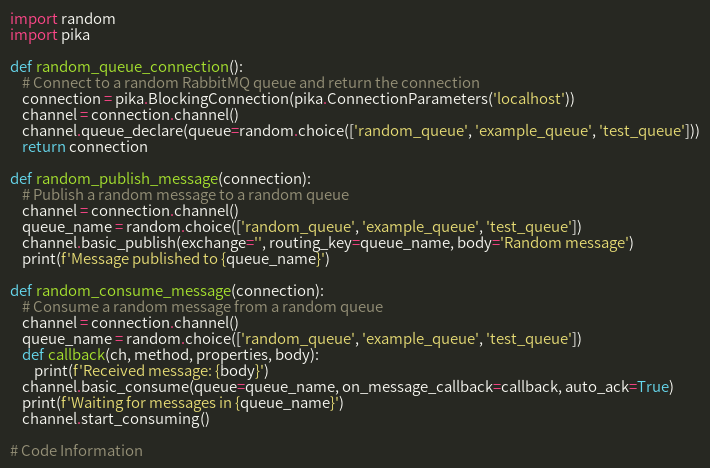 import random
import pika

def random_queue_connection():
    # Connect to a random RabbitMQ queue and return the connection
    connection = pika.BlockingConnection(pika.ConnectionParameters('localhost'))
    channel = connection.channel()
    channel.queue_declare(queue=random.choice(['random_queue', 'example_queue', 'test_queue']))
    return connection

def random_publish_message(connection):
    # Publish a random message to a random queue
    channel = connection.channel()
    queue_name = random.choice(['random_queue', 'example_queue', 'test_queue'])
    channel.basic_publish(exchange='', routing_key=queue_name, body='Random message')
    print(f'Message published to {queue_name}')

def random_consume_message(connection):
    # Consume a random message from a random queue
    channel = connection.channel()
    queue_name = random.choice(['random_queue', 'example_queue', 'test_queue'])
    def callback(ch, method, properties, body):
        print(f'Received message: {body}')
    channel.basic_consume(queue=queue_name, on_message_callback=callback, auto_ack=True)
    print(f'Waiting for messages in {queue_name}')
    channel.start_consuming()

# Code Information